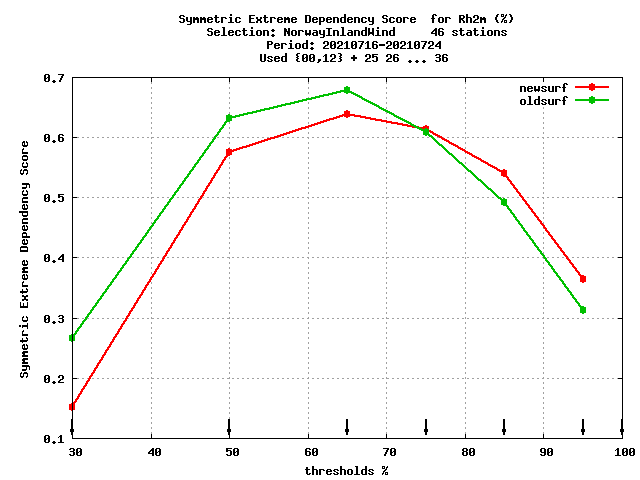 Symmetric Extreme Dependency Score  for Rh2m (%)
Selection: NorwayInlandWind     46 stations
Period: 20210716-20210724
Used {00,12} + 25 26 ... 36
newsurf
oldsurf
Symmetric Extreme Dependency Score
0.7
0.6
0.5
0.4
0.3
0.2
0.1
30 40 50 60 70 80 90 100
thresholds %